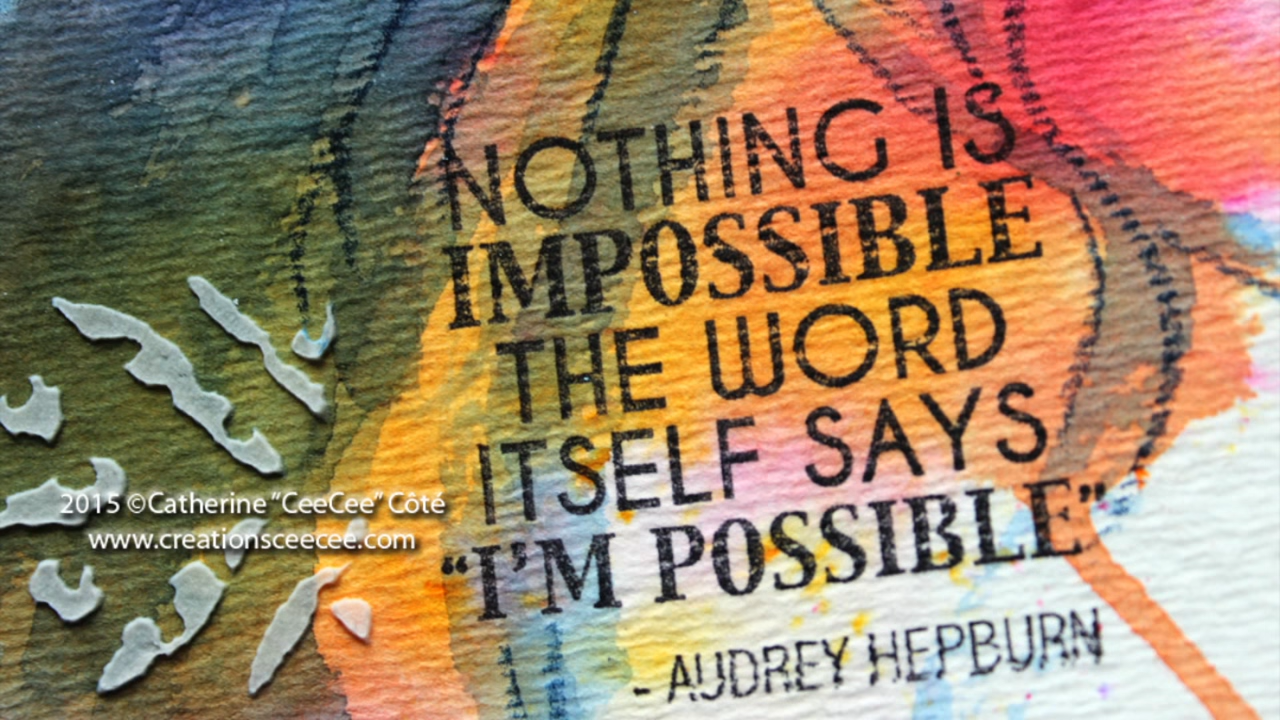 NOTHING IS
IMPOSSIBLE
THE WORD
ITSELF SAYS
“I’M POSSIBLE”
- AUDREY HEPBURN
2015 ©Catherine “CeeCee” Côté
www.creationsceecee.com